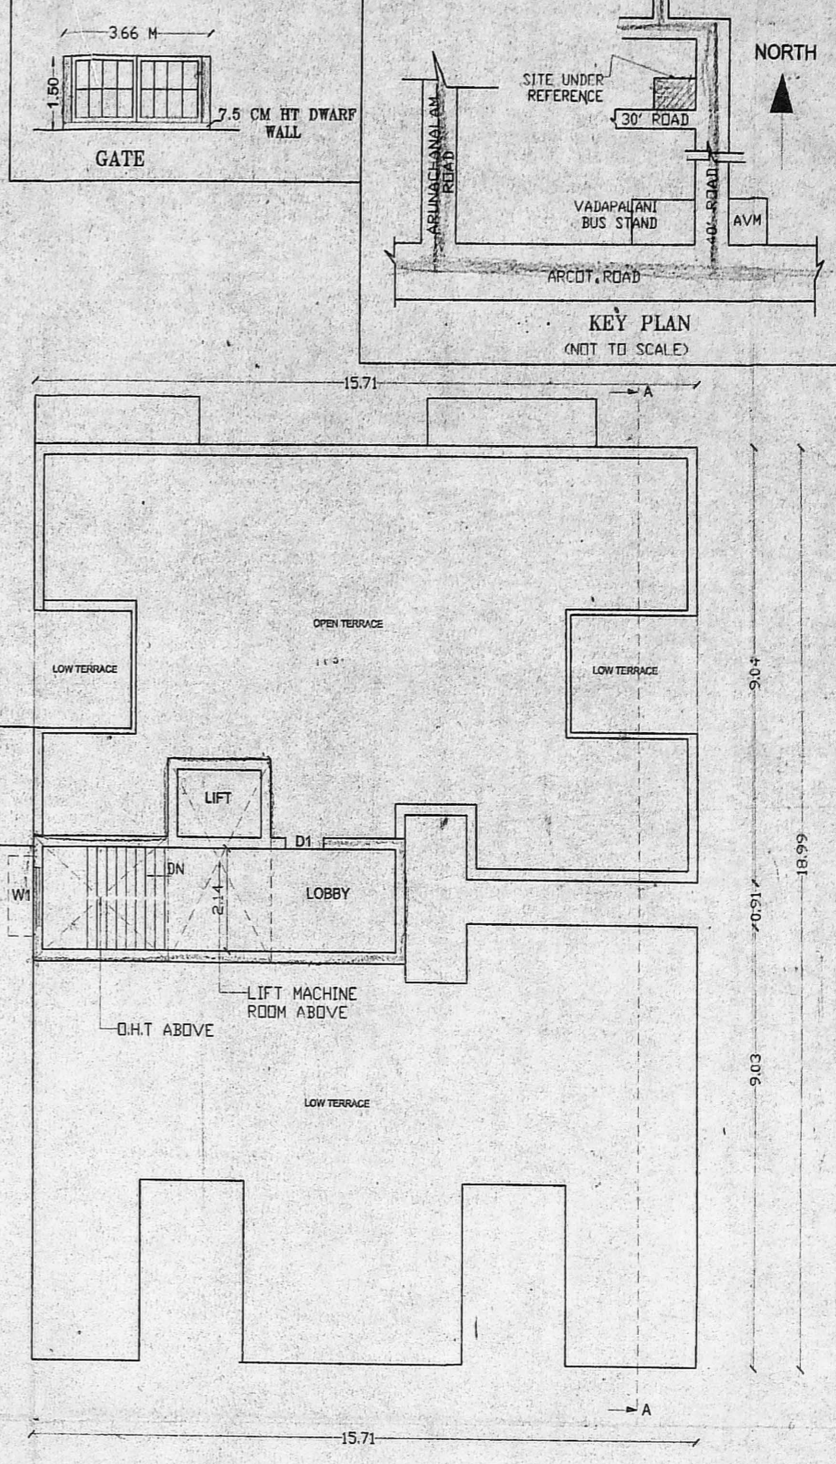 3.66 M
1.50
7.5 CM HT DWARF
WALL
GATE
NORTH
SITE UNDER
REFERENCE
30' ROAD
ARUNACHANALAM
ROAD
VADAPALANI
BUS STAND
40' ROAD
AVM
ARCOT ROAD
KEY PLAN
(NOT TO SCALE)
15.71
A
OPEN TERRACE
LOW TERRACE
LOW TERRACE
9.04
LIFT
D1
18.99
DN
W1
2.14
LOBBY
0.91
LIFT MACHINE
ROOM ABOVE
O.H.T ABOVE
9.03
LOW TERRACE
A
15.71